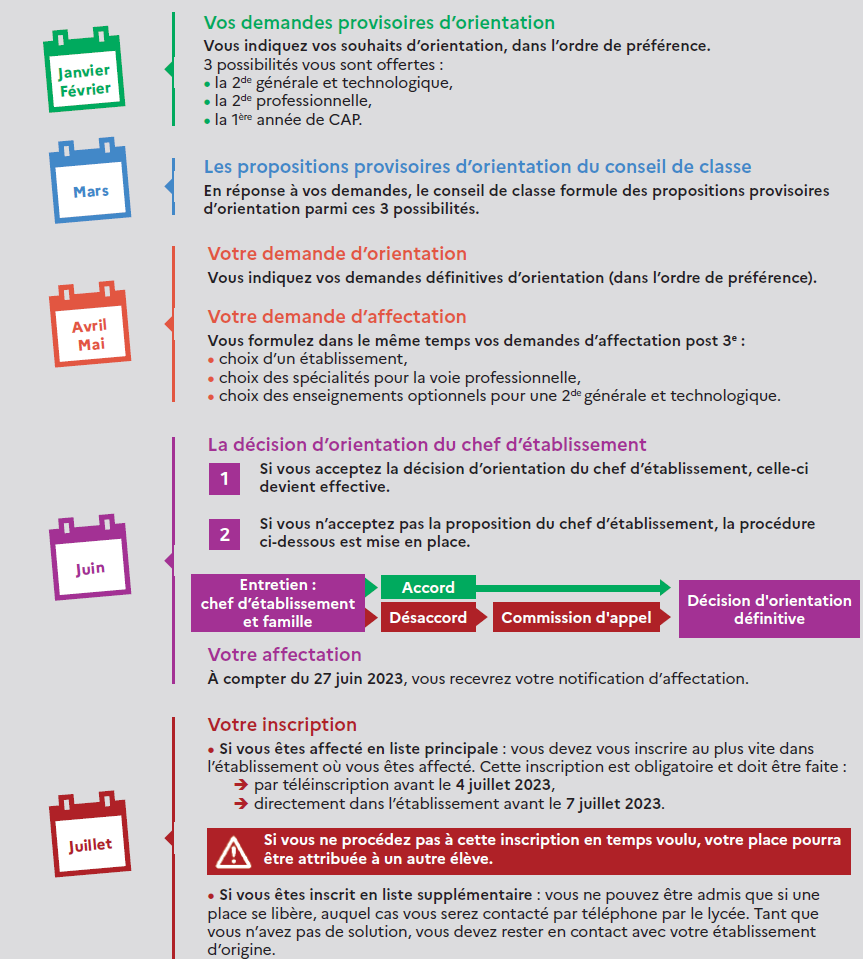 Janvier
Février
Vos demandes provisoires d’orientation
Vous indiquez vos souhaits d’orientation, dans l’ordre de préférence.
3 possibilités vous sont offertes :
• la 2de générale et technologique,
• la 2de professionnelle,
• la 1ère année de CAP.
Mars
Les propositions provisoires d’orientation du conseil de classe
En réponse à vos demandes, le conseil de classe formule des propositions provisoires
d’orientation parmi ces 3 possibilités.
Avril
Mai
Votre demande d’orientation
Vous indiquez vos demandes définitives d’orientation (dans l’ordre de préférence).
Votre demande d’affectation
Vous formulez dans le même temps vos demandes d’affectation post 3e :
• choix d’un établissement,
• choix des spécialités pour la voie professionnelle,
• choix des enseignements optionnels pour une 2de générale et technologique.
Juin
La décision d’orientation du chef d’établissement
1
Si vous acceptez la décision d’orientation du chef d’établissement, celle-ci
devient effective.
2
Si vous n’acceptez pas la proposition du chef d’établissement, la procédure
ci-dessous est mise en place.
Entretien :
chef d’établissement
et famille
Accord
Désaccord
Commission d'appel
Décision d'orientation
définitive
Votre affectation
À compter du 27 juin 2023, vous recevrez votre notification d’affectation.
Juillet
Votre inscription
• Si vous êtes affecté en liste principale : vous devez vous inscrire au plus vite dans
l’établissement où vous êtes affecté. Cette inscription est obligatoire et doit être faite :
➔ par téléinscription avant le 4 juillet 2023,
➔ directement dans l’établissement avant le 7 juillet 2023.
Si vous ne procédez pas à cette inscription en temps voulu, votre place pourra
être attribuée à un autre élève.
• Si vous êtes inscrit en liste supplémentaire : vous ne pouvez être admis que si une
place se libère, auquel cas vous serez contacté par téléphone par le lycée. Tant que
vous n’avez pas de solution, vous devez rester en contact avec votre établissement
d’origine.